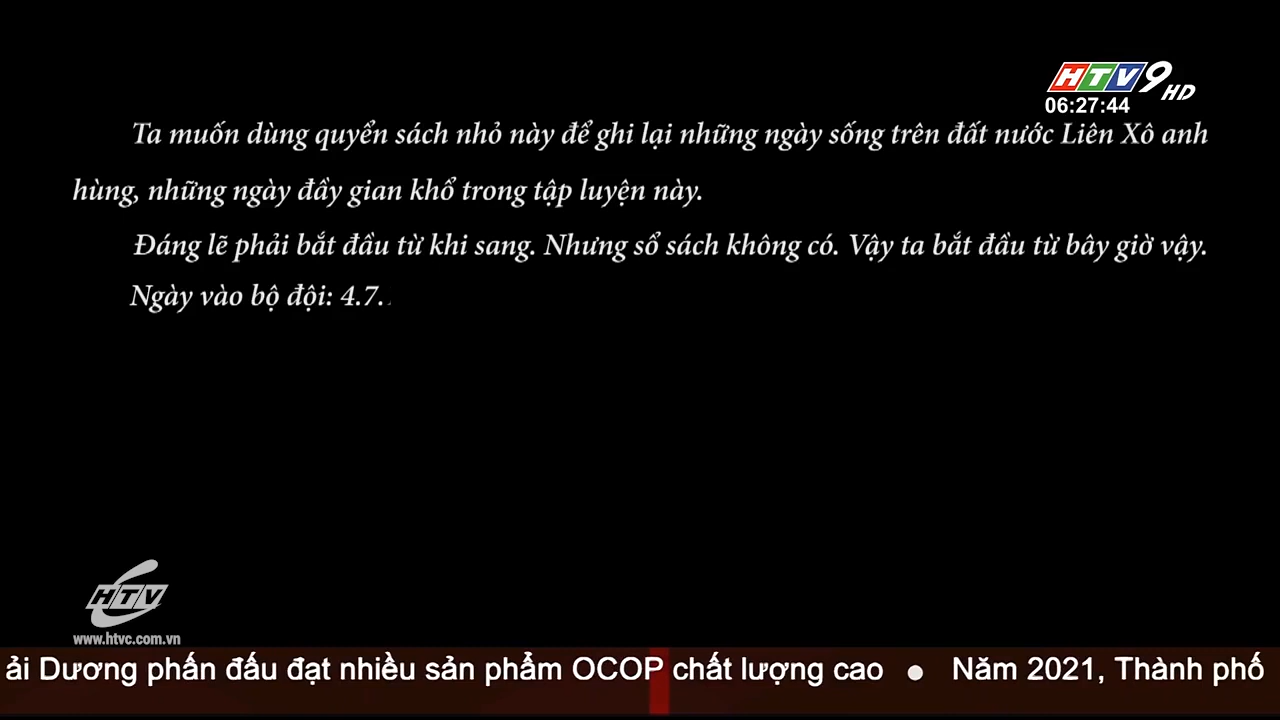 HTV9 HD
06:27:44
Ta muốn dùng quyển sách nhỏ này để ghi lại những ngày sống trên đất nước Liên Xô anh
hùng, những ngày đầy gian khổ trong tập luyện này.
Đáng lẽ phải bắt đầu từ khi sang. Nhưng sổ sách không có. Vậy ta bắt đầu từ bây giờ vậy.
Ngày vào bộ đội: 4.7.
HTV
www.htvc.com.vn
ải Dương phấn đấu đạt nhiều sản phẩm OCOP chất lượng cao ● Năm 2021, Thành phố